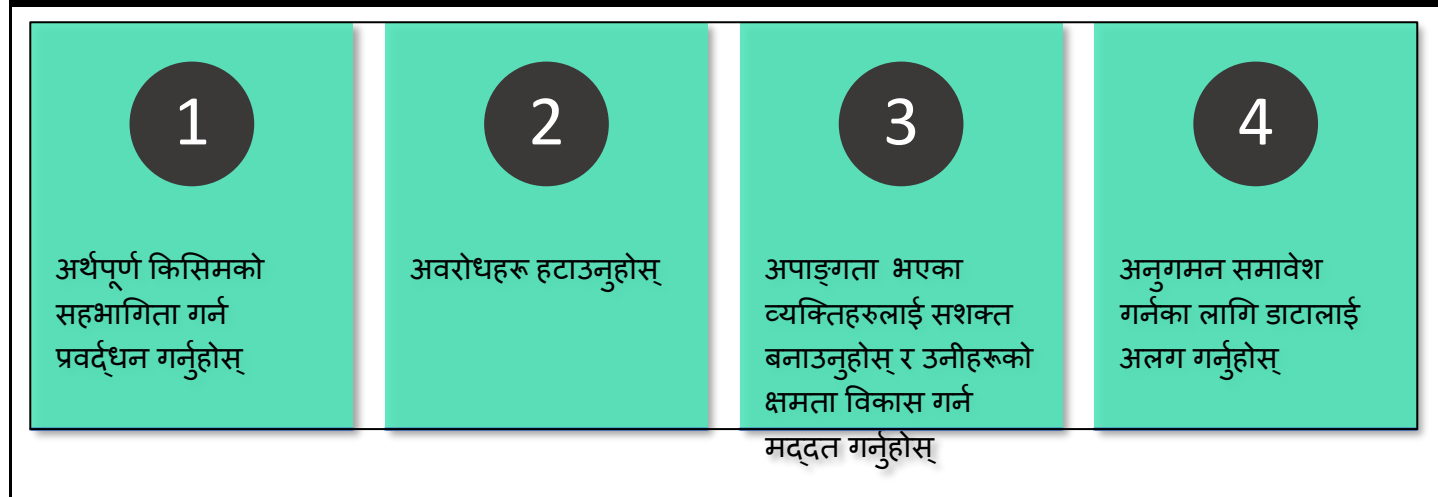 1
अर्थपूर्ण किसिमको
सहभागिता गर्न
प्रवर्द्धन गर्नुहोस्
2
अवरोधहरू हटाउनुहोस्
3
अपाङ्गता भएका
व्यक्तिहरुलाई सशक्त
बनाउनुहोस् र उनीहरूको
क्षमता विकास गर्न
मद्दत गर्नुहोस्
4
अनुगमन समावेश
गर्नका लागि डाटालाई
अलग गर्नुहोस्